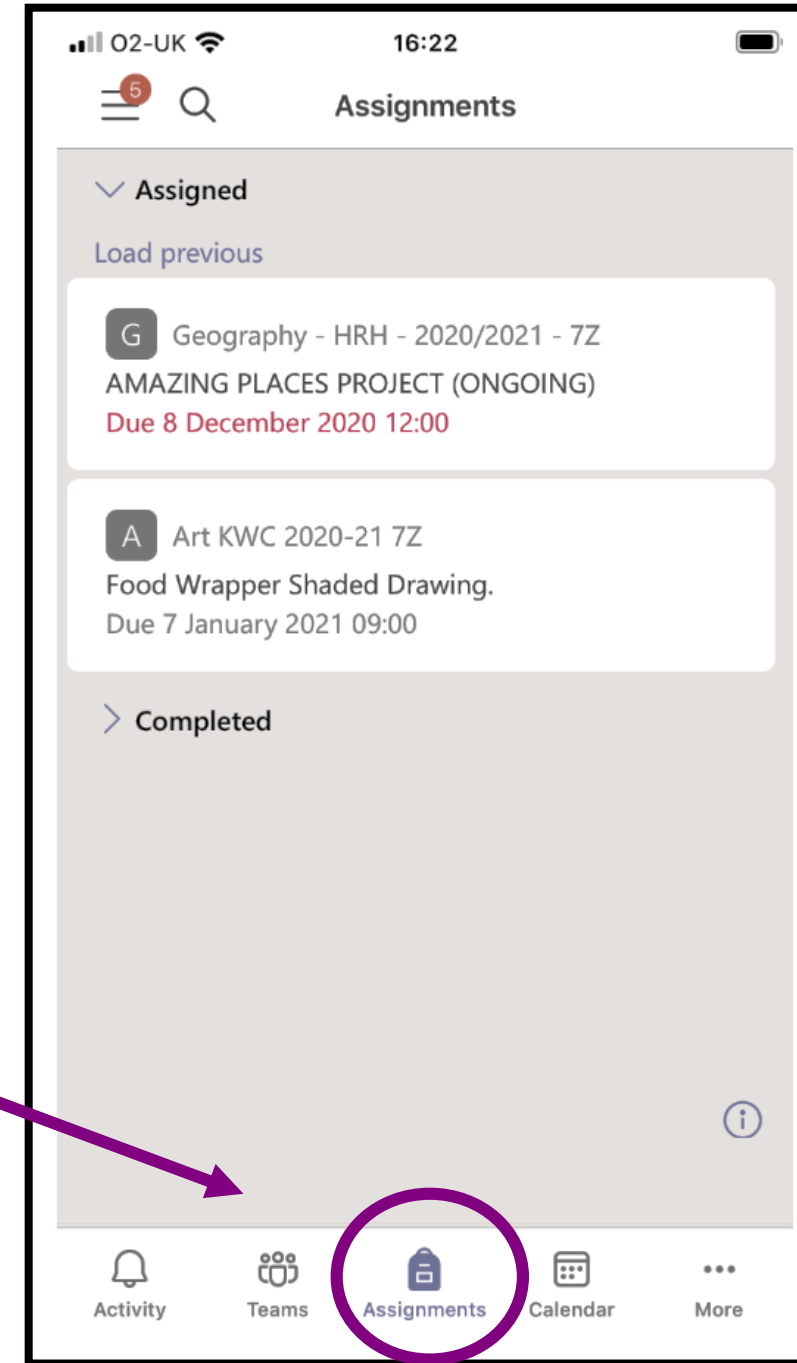 O2-UK 16:22
5 Assignments
Assigned
Load previous
G Geography - HRH - 2020/2021 - 7Z
AMAZING PLACES PROJECT (ONGOING)
Due 8 December 2020 12:00
A Art KWC 2020-21 7Z
Food Wrapper Shaded Drawing.
Due 7 January 2021 09:00
Completed
Activity Teams Assignments Calendar More